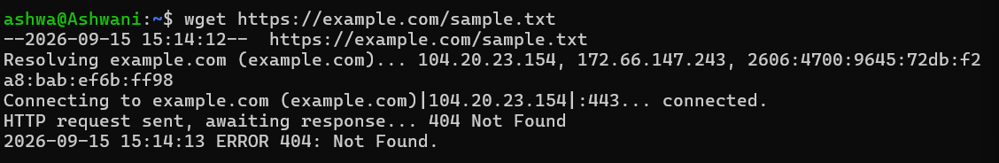 ashwa@Ashwani:~$ wget https://example.com/sample.txt
--2026-09-15 15:14:12--  https://example.com/sample.txt
Resolving example.com (example.com)... 104.20.23.154, 172.66.147.243, 2606:4700:9645:72db:f2
a8:bab:ef6b:ff98
Connecting to example.com (example.com)|104.20.23.154|:443... connected.
HTTP request sent, awaiting response... 404 Not Found
2026-09-15 15:14:13 ERROR 404: Not Found.